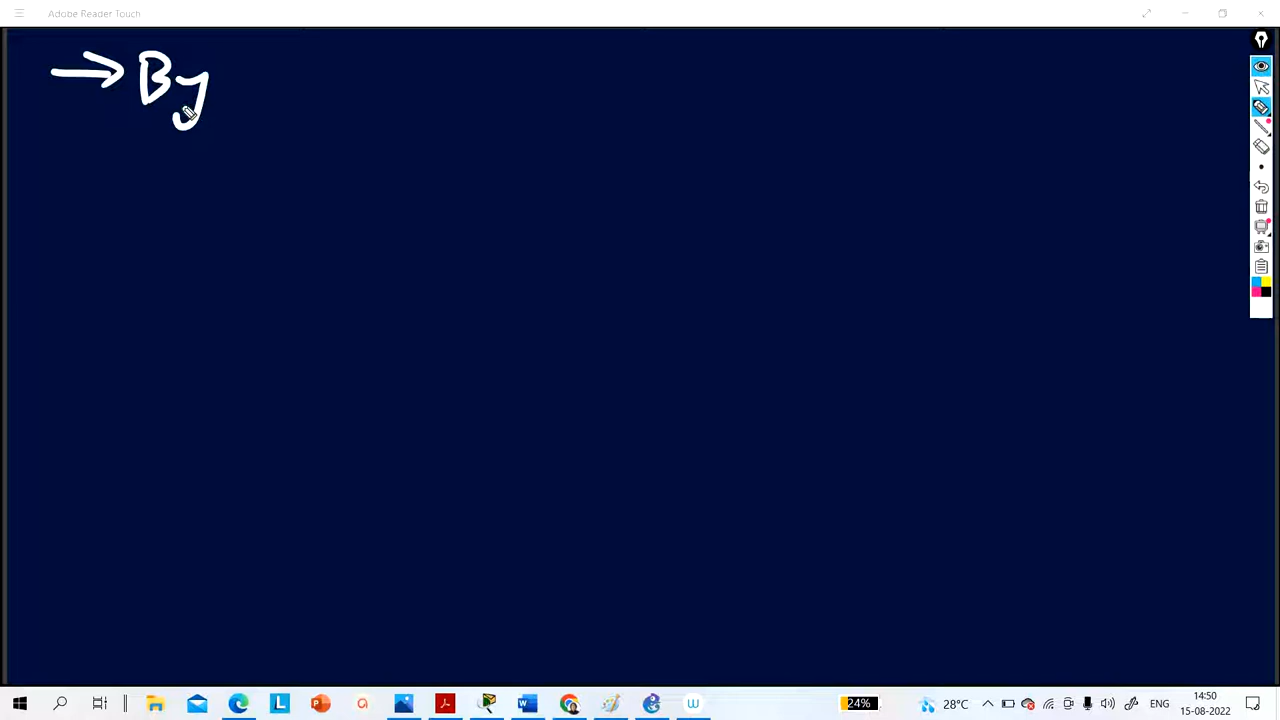 Adobe Reader Touch
→ By
24%
28°C
ENG
14:50
15-08-2022